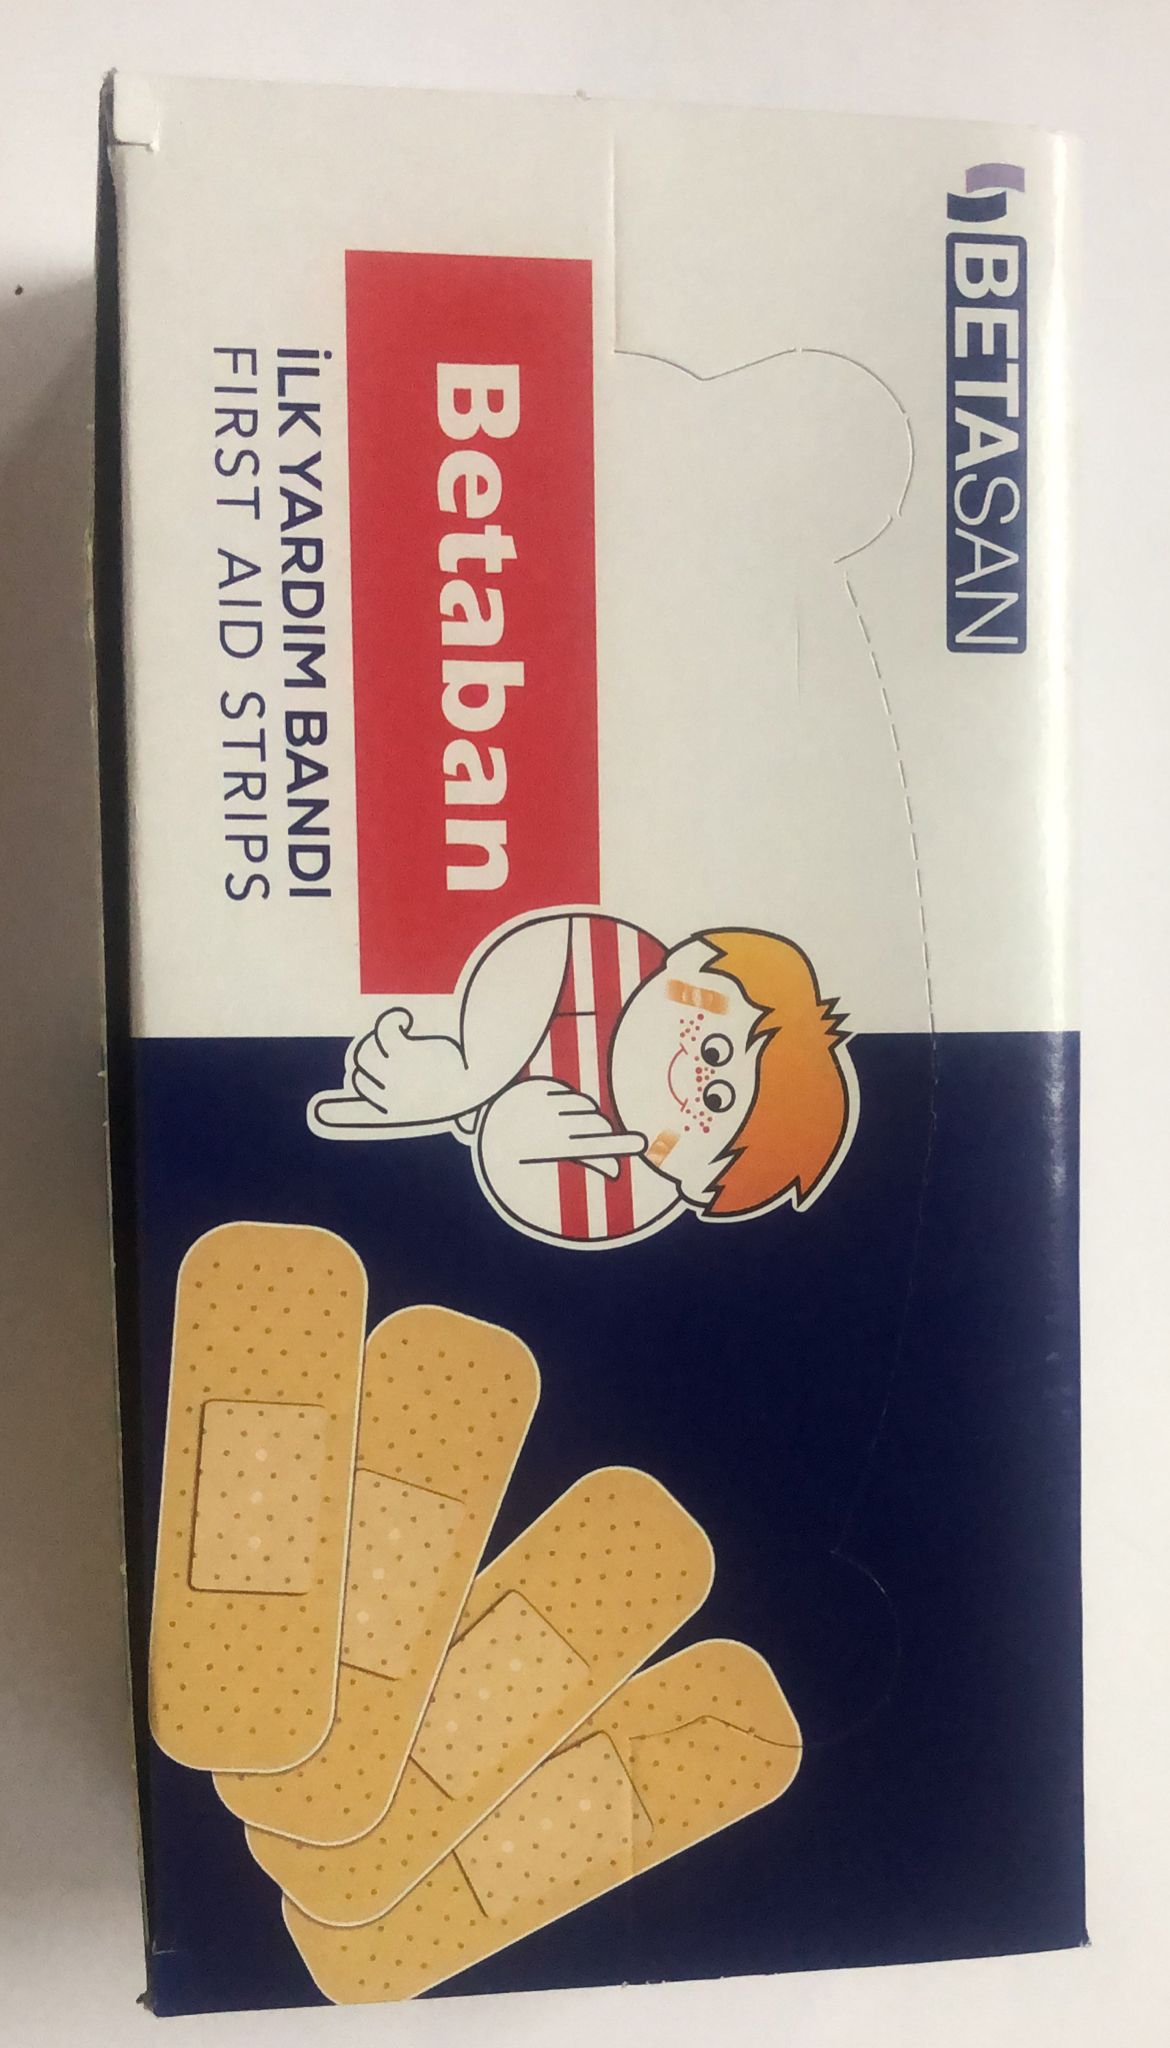 BETASAN
Betaban
İLK YARDIM BANDI
FIRST AID STRIPS